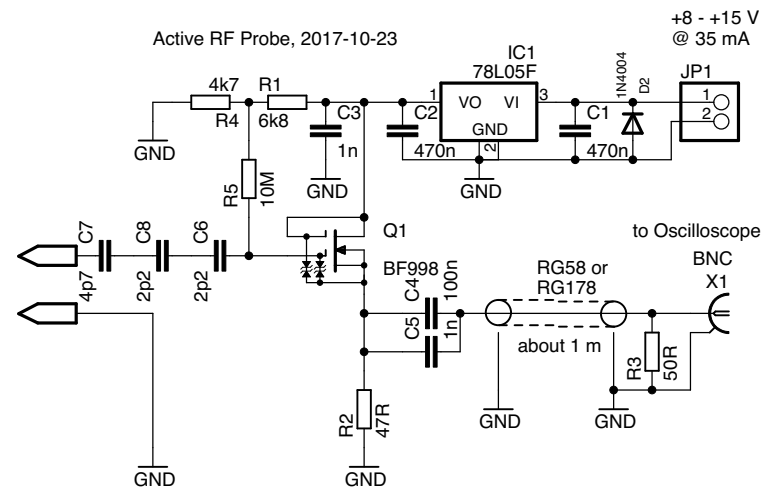 Active RF Probe, 2017-10-23
+8 - +15 V
@ 35 mA
IC1
78L05F
1N4004
D2
JP1
4k7
R1
R4
6k8
C3
1n
1
VO
VI
3
GND
2
C2
470n
C1
470n
1
2
GND
GND
GND
R5
10M
C7
C8
C6
4p7
2p2
2p2
Q1
BF998
C4
100n
C5
1n
to Oscilloscope
BNC
X1
RG58 or
RG178
about 1 m
R3
50R
R2
47R
GND
GND
GND
GND